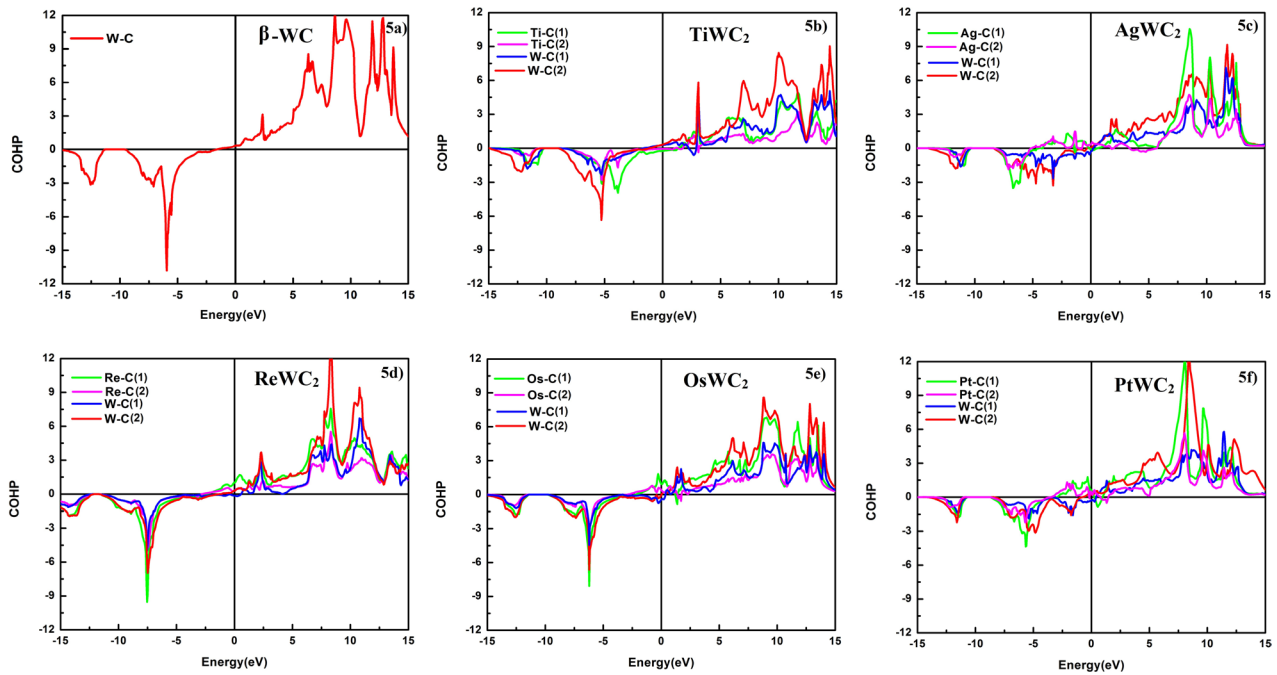 β-WC
5a)
W-C
COHP
12
9
6
3
0
-3
-6
-9
-12
-15 -10 -5 0 5 10 15
Energy(eV)
TiWC₂
5b)
Ti-C(1)
Ti-C(2)
W-C(1)
W-C(2)
COHP
12
9
6
3
0
-3
-6
-9
-12
-15 -10 -5 0 5 10 15
Energy(eV)
AgWC₂
5c)
Ag-C(1)
Ag-C(2)
W-C(1)
W-C(2)
COHP
12
9
6
3
0
-3
-6
-9
-12
-15 -10 -5 0 5 10 15
Energy(eV)
ReWC₂
5d)
Re-C(1)
Re-C(2)
W-C(1)
W-C(2)
COHP
12
9
6
3
0
-3
-6
-9
-12
-15 -10 -5 0 5 10 15
Energy(eV)
OsWC₂
5e)
Os-C(1)
Os-C(2)
W-C(1)
W-C(2)
COHP
12
9
6
3
0
-3
-6
-9
-12
-15 -10 -5 0 5 10 15
Energy(eV)
PtWC₂
5f)
Pt-C(1)
Pt-C(2)
W-C(1)
W-C(2)
COHP
12
9
6
3
0
-3
-6
-9
-12
-15 -10 -5 0 5 10 15
Energy(eV)